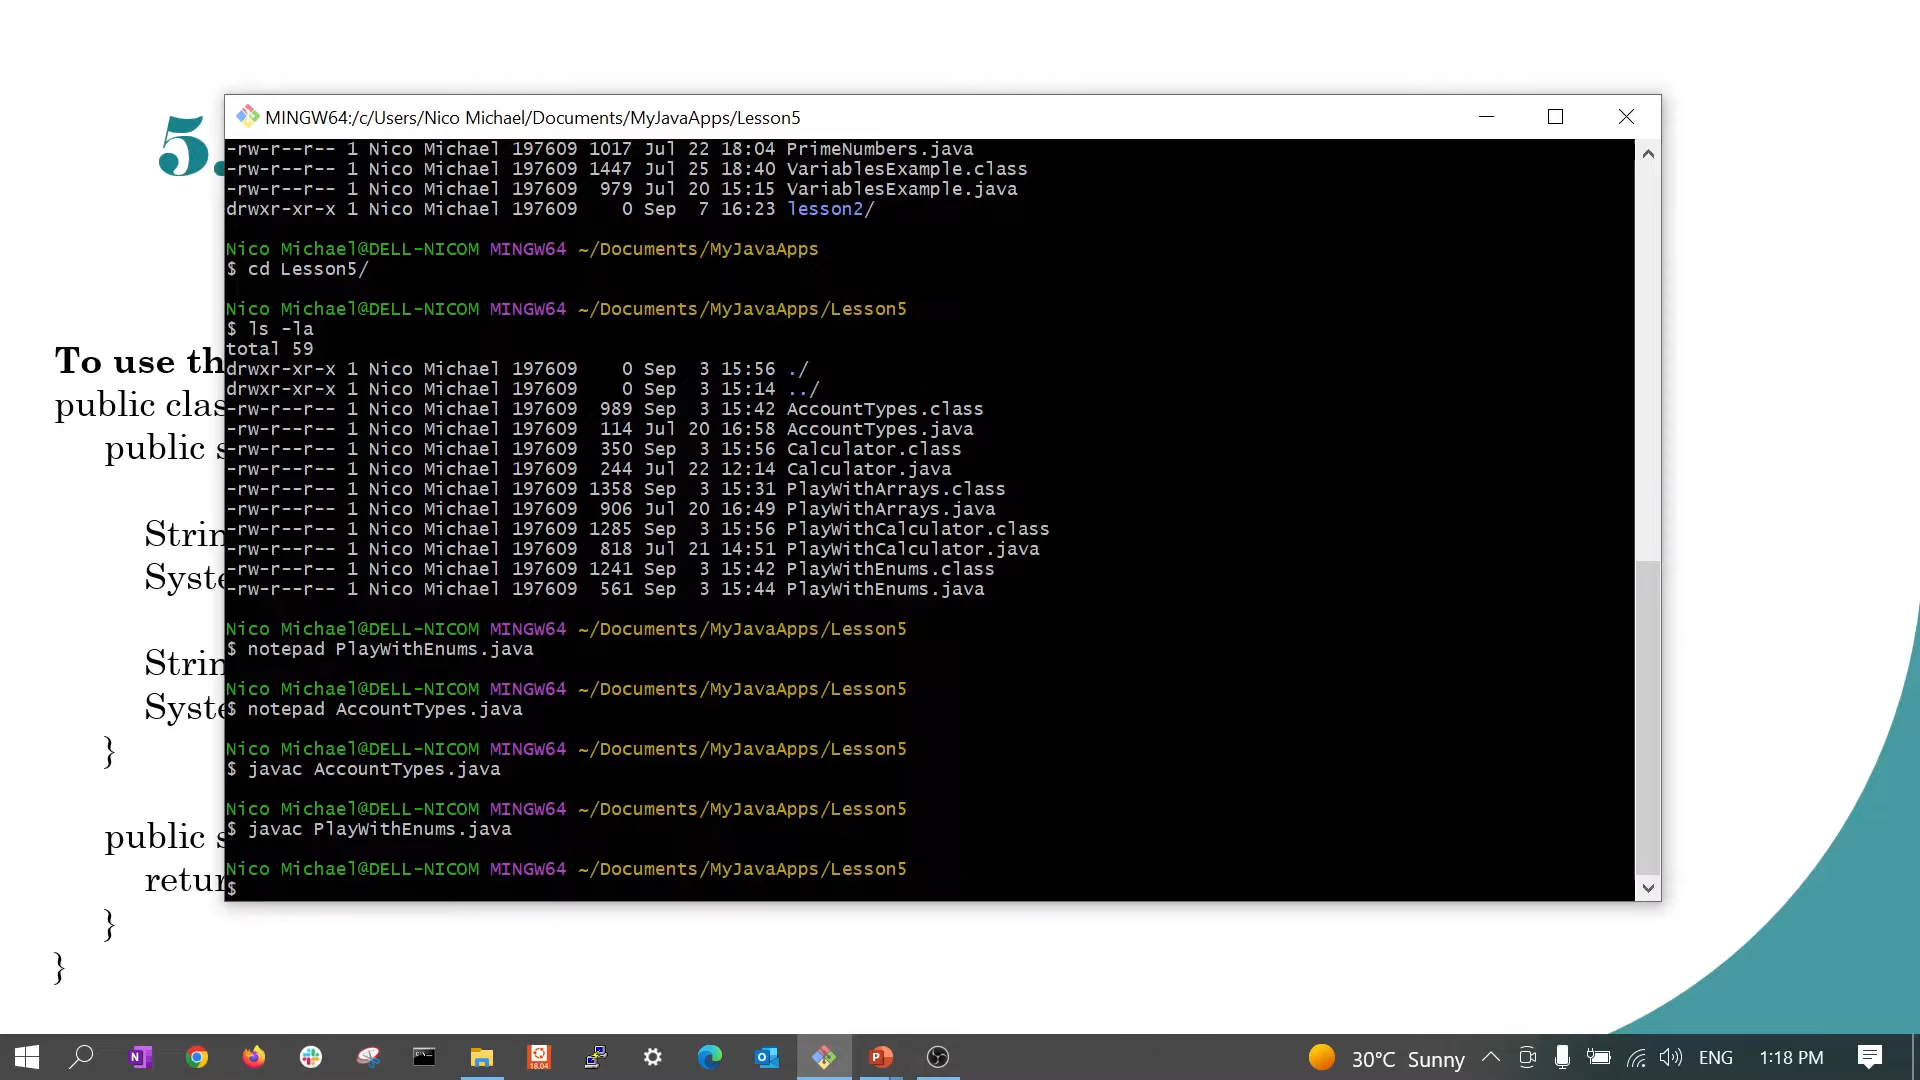 5.
To use th
public clas
public s
Strin
Syste
Strin
Syste
}
public s
retur
}
}
MINGW64:/c/Users/Nico Michael/Documents/MyJavaApps/Lesson5
-rw-r--r-- 1 Nico Michael 197609 1017 Jul 22 18:04 PrimeNumbers.java
-rw-r--r-- 1 Nico Michael 197609 1447 Jul 25 18:40 VariablesExample.class
-rw-r--r-- 1 Nico Michael 197609  979 Jul 20 15:15 VariablesExample.java
drwxr-xr-x 1 Nico Michael 197609    0 Sep  7 16:23 lesson2/
Nico Michael@DELL-NICOM MINGW64 ~/Documents/MyJavaApps
$ cd Lesson5/
Nico Michael@DELL-NICOM MINGW64 ~/Documents/MyJavaApps/Lesson5
$ ls -la
total 59
drwxr-xr-x 1 Nico Michael 197609    0 Sep  3 15:56 ./
drwxr-xr-x 1 Nico Michael 197609    0 Sep  3 15:14 ../
-rw-r--r-- 1 Nico Michael 197609  989 Sep  3 15:42 AccountTypes.class
-rw-r--r-- 1 Nico Michael 197609  114 Jul 20 16:58 AccountTypes.java
-rw-r--r-- 1 Nico Michael 197609  350 Sep  3 15:56 Calculator.class
-rw-r--r-- 1 Nico Michael 197609  244 Jul 22 12:14 Calculator.java
-rw-r--r-- 1 Nico Michael 197609 1358 Sep  3 15:31 PlayWithArrays.class
-rw-r--r-- 1 Nico Michael 197609  906 Jul 20 16:49 PlayWithArrays.java
-rw-r--r-- 1 Nico Michael 197609 1285 Sep  3 15:56 PlayWithCalculator.class
-rw-r--r-- 1 Nico Michael 197609  818 Jul 21 14:51 PlayWithCalculator.java
-rw-r--r-- 1 Nico Michael 197609 1241 Sep  3 15:42 PlayWithEnums.class
-rw-r--r-- 1 Nico Michael 197609  561 Sep  3 15:44 PlayWithEnums.java
Nico Michael@DELL-NICOM MINGW64 ~/Documents/MyJavaApps/Lesson5
$ notepad PlayWithEnums.java
Nico Michael@DELL-NICOM MINGW64 ~/Documents/MyJavaApps/Lesson5
$ notepad AccountTypes.java
Nico Michael@DELL-NICOM MINGW64 ~/Documents/MyJavaApps/Lesson5
$ javac AccountTypes.java
Nico Michael@DELL-NICOM MINGW64 ~/Documents/MyJavaApps/Lesson5
$ javac PlayWithEnums.java
Nico Michael@DELL-NICOM MINGW64 ~/Documents/MyJavaApps/Lesson5
$
18.04
30°C Sunny ENG 1:18 PM